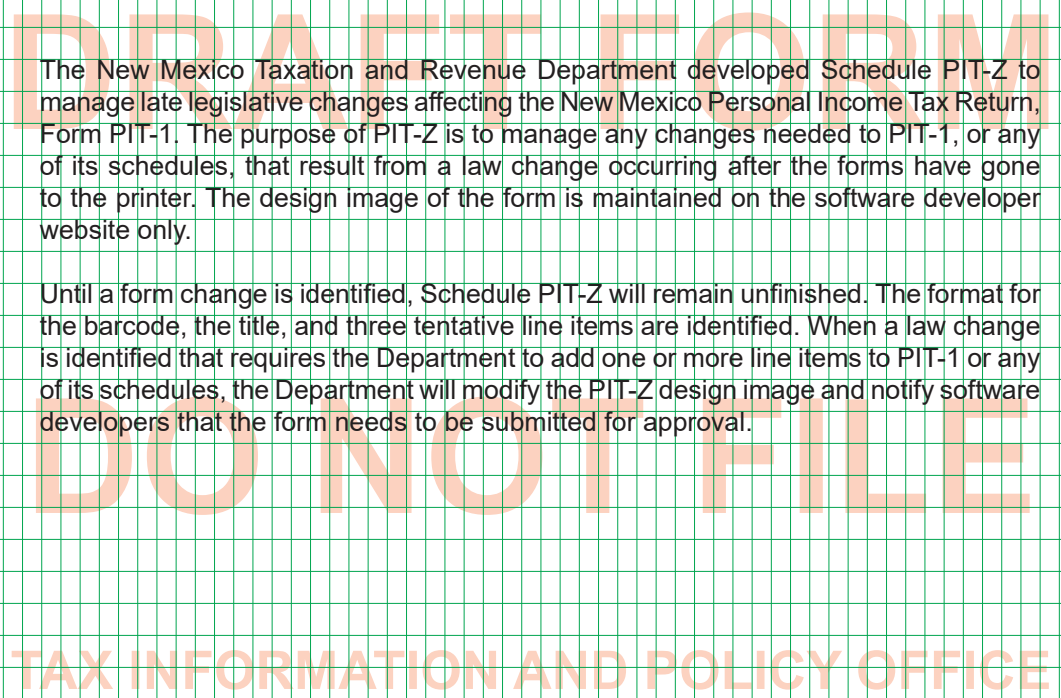 DRAFT FORM
The New Mexico Taxation and Revenue Department developed Schedule PIT-Z to
manage late legislative changes affecting the New Mexico Personal Income Tax Return,
Form PIT-1. The purpose of PIT-Z is to manage any changes needed to PIT-1, or any
of its schedules, that result from a law change occurring after the forms have gone
to the printer. The design image of the form is maintained on the software developer
website only.
Until a form change is identified, Schedule PIT-Z will remain unfinished. The format for
the barcode, the title, and three tentative line items are identified. When a law change
is identified that requires the Department to add one or more line items to PIT-1 or any
of its schedules, the Department will modify the PIT-Z design image and notify software
developers that the form needs to be submitted for approval.
DO NOT FILE
TAX INFORMATION AND POLICY OFFICE